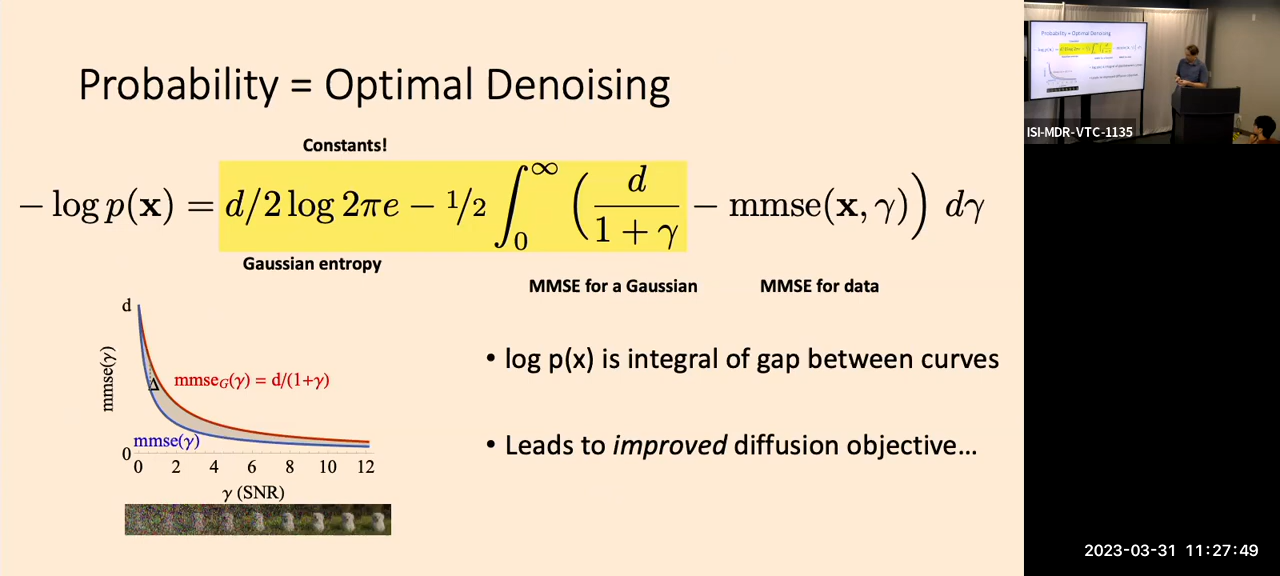 Probability = Optimal Denoising
Constants!
− log p(x) = d/2 log 2πe − 1/2 ∫₀^∞ ( d / (1 + γ) − mmse(x, γ) ) dγ
Gaussian entropy
MMSE for a Gaussian
MMSE for data
d
mmse(γ)
Δ
mmse_G(γ) = d/(1+γ)
mmse(γ)
0
0 2 4 6 8 10 12
γ (SNR)
• log p(x) is integral of gap between curves
• Leads to improved diffusion objective…
Probability = Optimal Denoising
ISI-MDR-VTC-1135
2023-03-31 11:27:49